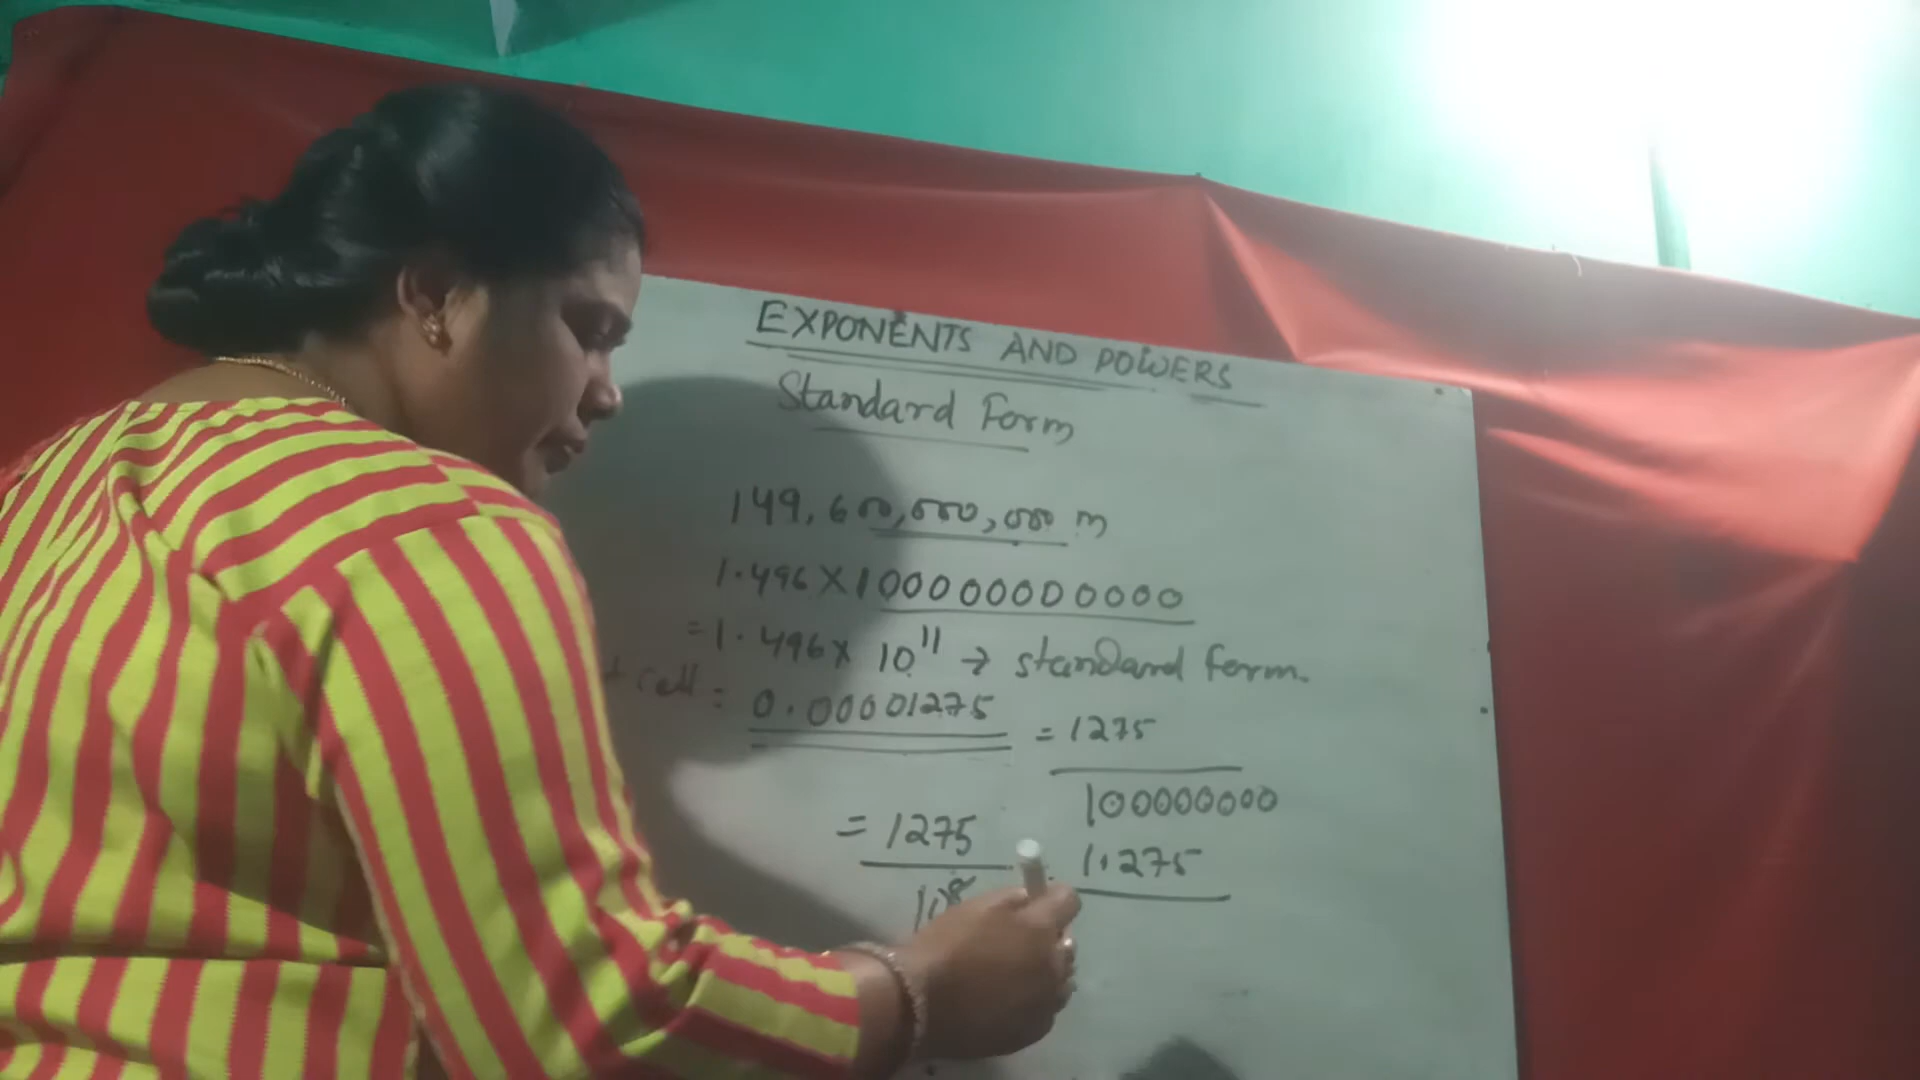 EXPONENTS AND POWERS
Standard Form
149,600,000,000 m
1.496 X 100000000000
= 1.496 x 10¹¹ → standard form.
cell = 0.00001275
= 1275
100000000
= 1275
10⁸
1.275